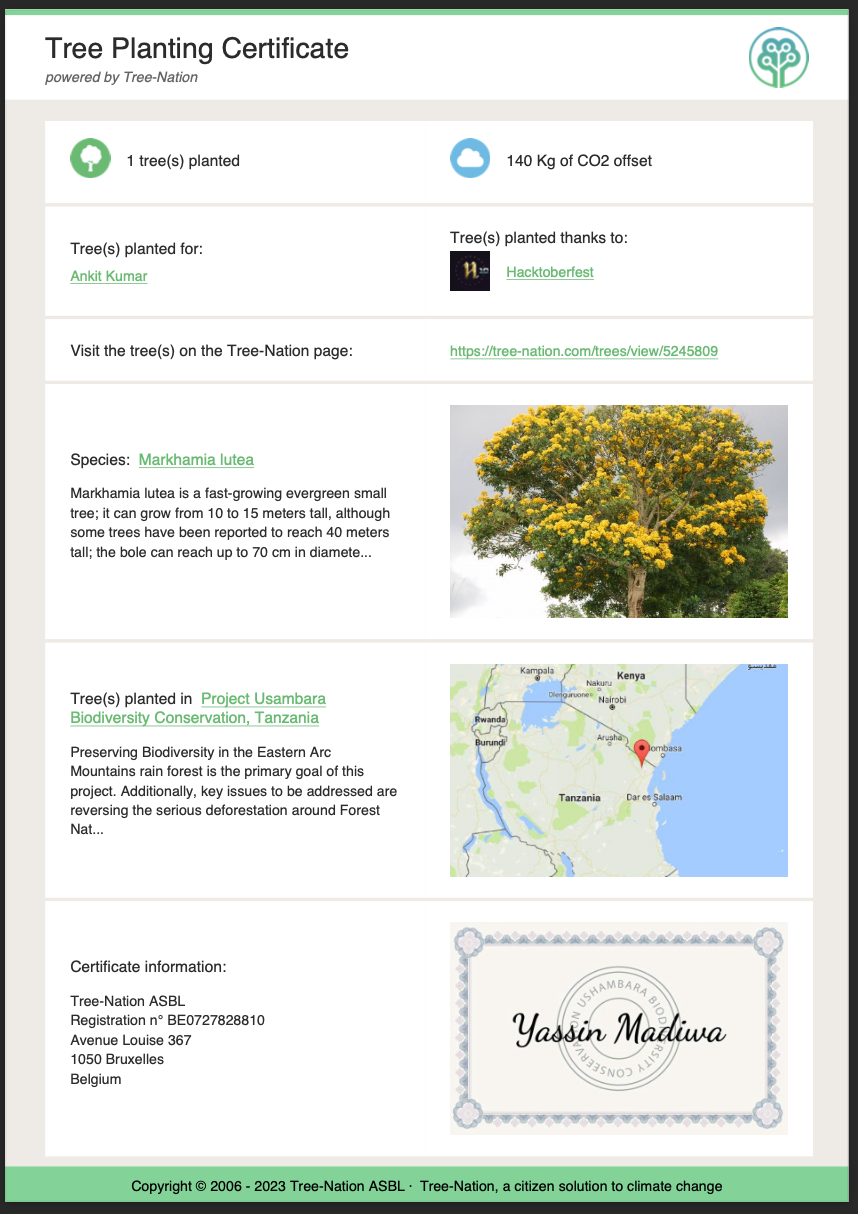 Tree Planting Certificate
powered by Tree-Nation
1 tree(s) planted
140 Kg of CO2 offset
Tree(s) planted for:
Ankit Kumar
Tree(s) planted thanks to:
Hacktoberfest
Visit the tree(s) on the Tree-Nation page:
https://tree-nation.com/trees/view/5245809
Species: Markhamia lutea
Markhamia lutea is a fast-growing evergreen small
tree; it can grow from 10 to 15 meters tall, although
some trees have been reported to reach 40 meters
tall; the bole can reach up to 70 cm in diamete...
Tree(s) planted in Project Usambara
Biodiversity Conservation, Tanzania
Preserving Biodiversity in the Eastern Arc
Mountains rain forest is the primary goal of this
project. Additionally, key issues to be addressed are
reversing the serious deforestation around Forest
Nat...
Kampala
Kenya
Nakuru
Nairobi
Rwanda
Burundi
Arusha
ombasa
Tanzania
Dar es Salaam
Certificate information:
Tree-Nation ASBL
Registration n° BE0727828810
Avenue Louise 367
1050 Bruxelles
Belgium
USHAMBARA BIODIVERSITY CONSERVATION
Yassin Madiwa
Copyright © 2006 - 2023 Tree-Nation ASBL · Tree-Nation, a citizen solution to climate change